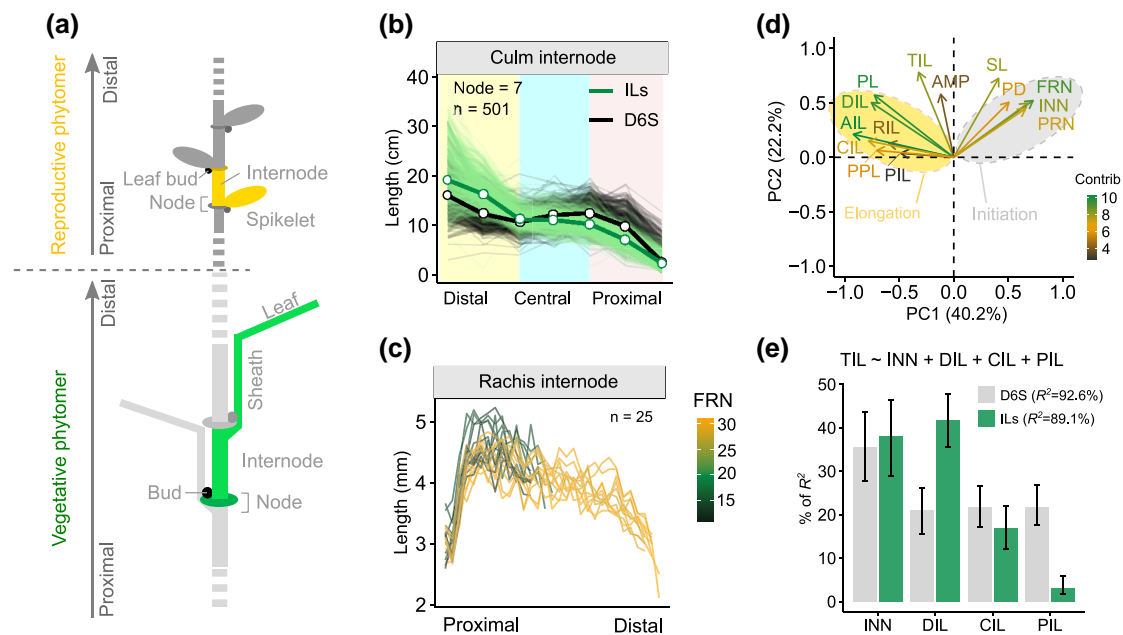 (a)
Reproductive phytomer
Distal
Proximal
Leaf bud
Internode
Node
Spikelet
Vegetative phytomer
Distal
Proximal
Leaf
Sheath
Internode
Bud
Node
(b)
Culm internode
Length (cm)
40
30
20
10
0
Node = 7
n = 501
ILs
D6S
Distal Central Proximal
(c)
Rachis internode
n = 25
Length (mm)
5
4
3
2
Proximal Distal
FRN
30
25
20
15
(d)
PC2 (22.2%)
1.0
0.5
0.0
−0.5
−1.0
TIL
AMP
SL
PL
PD
FRN
DIL
INN
AIL
RIL
PRN
CIL
PPL
PIL
Elongation
Initiation
−1.0 −0.5 0.0 0.5 1.0
PC1 (40.2%)
Contrib
10
8
6
4
(e)
TIL ~ INN + DIL + CIL + PIL
% of R²
50
40
30
20
10
0
D6S (R²=92.6%)
ILs (R²=89.1%)
INN DIL CIL PIL